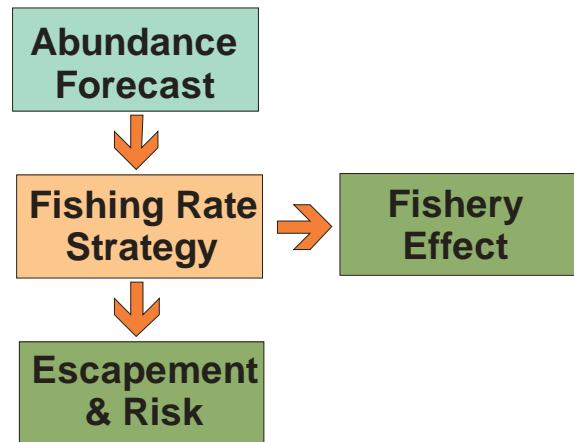 Abundance
Forecast
Fishing Rate
Strategy
Fishery
Effect
Escapement
& Risk